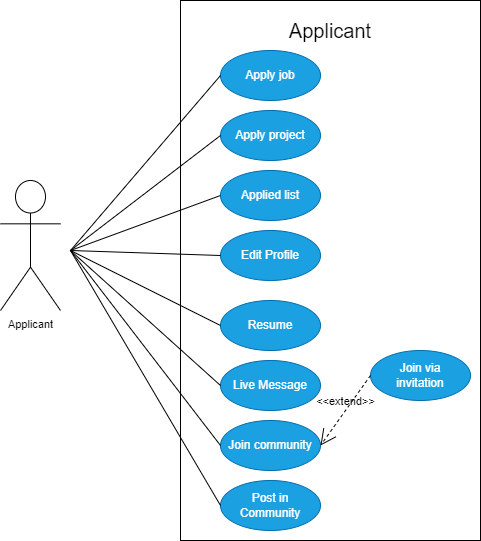 Applicant
Apply job
Apply project
Applied list
Edit Profile
Applicant
Resume
Live Message
Join via
invitation
<<extend>>
Join community
Post in
Community